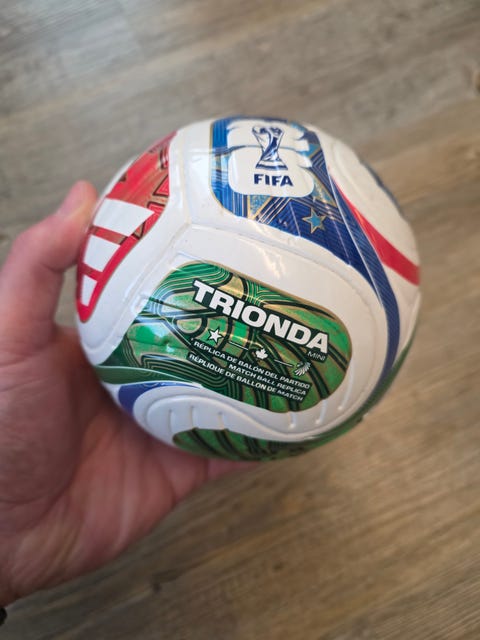 FIFA
TRIONDA
MINI
RÉPLICA DE BALÓN DEL PARTIDO
MATCH BALL REPLICA
RÉPLIQUE DE BALLON DE MATCH